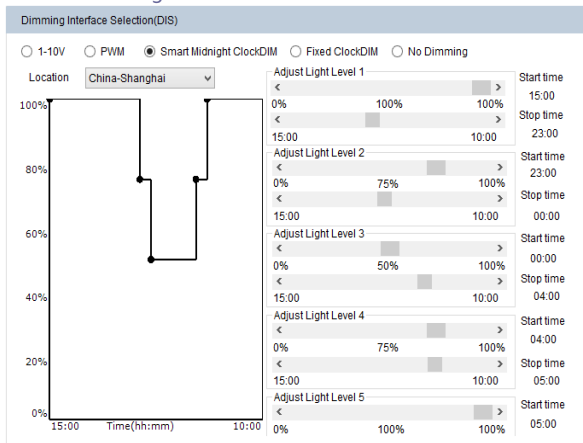 Dimming Interface Selection(DIS)
1-10V PWM Smart Midnight ClockDIM Fixed ClockDIM No Dimming
Location China-Shanghai
100%
80%
60%
40%
20%
0%
15:00 Time(hh:mm) 10:00
Adjust Light Level 1
0% 100% 100%
15:00 10:00
Start time
15:00
Stop time
23:00
Adjust Light Level 2
0% 75% 100%
15:00 10:00
Start time
23:00
Stop time
00:00
Adjust Light Level 3
0% 50% 100%
15:00 10:00
Start time
00:00
Stop time
04:00
Adjust Light Level 4
0% 75% 100%
15:00 10:00
Start time
04:00
Stop time
05:00
Adjust Light Level 5
0% 100% 100%
Start time
05:00